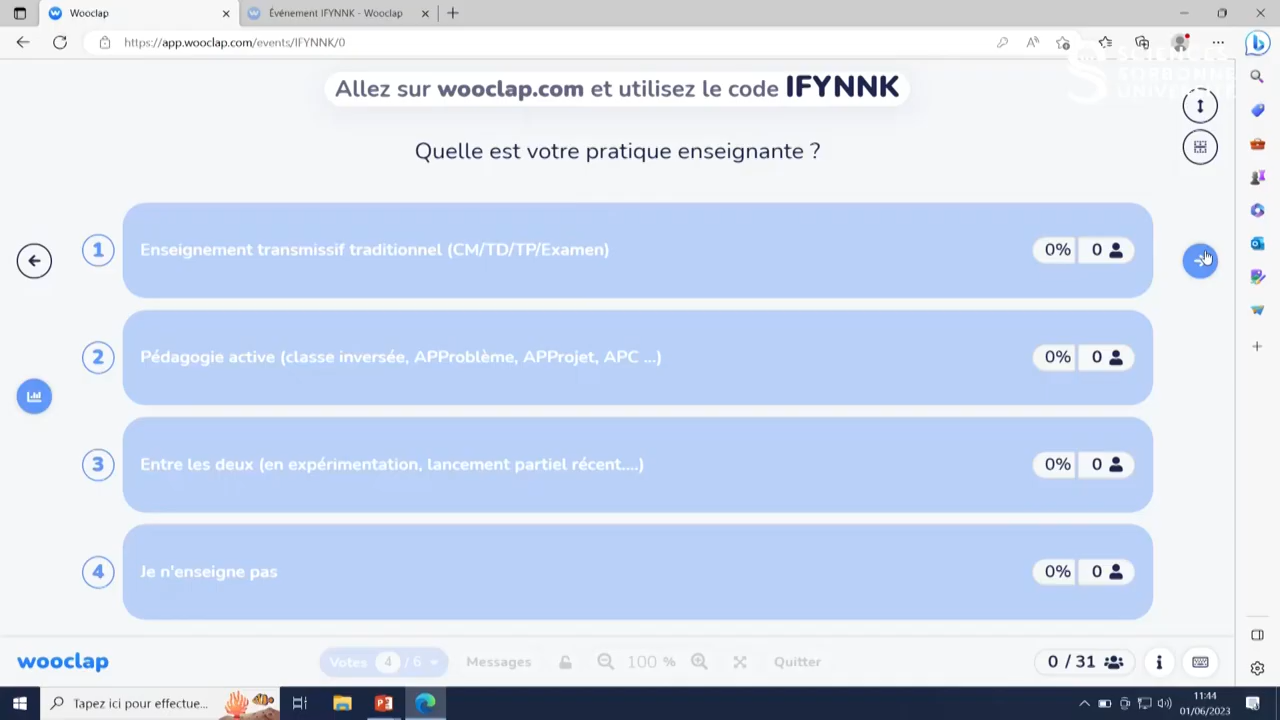 Wooclap
Événement IFYNNK - Wooclap
https://app.wooclap.com/events/IFYNNK/0
SCIENCES
SORBONNE
UNIVERSITÉ
Allez sur wooclap.com et utilisez le code IFYNNK
Quelle est votre pratique enseignante ?
1 Enseignement transmissif traditionnel (CM/TD/TP/Examen) 0% 0
2 Pédagogie active (classe inversée, APProblème, APProjet, APC ...) 0% 0
3 Entre les deux (en expérimentation, lancement partiel récent....) 0% 0
4 Je n'enseigne pas 0% 0
wooclap Votes 4 / 6 Messages 100 % Quitter 0 / 31
Tapez ici pour effectue...
11:44
01/06/2023